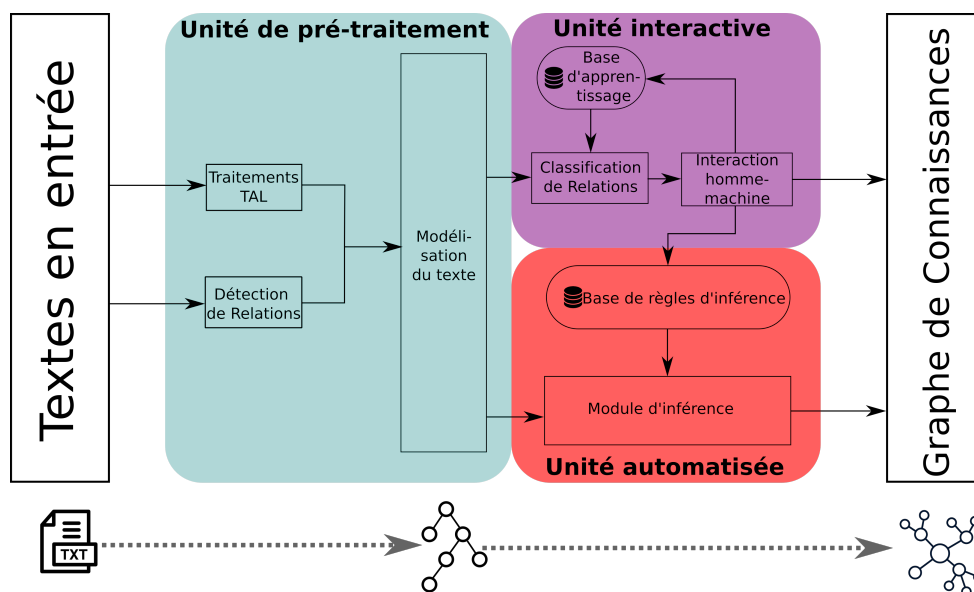 Textes en entrée
Unité de pré-traitement
Traitements
TAL
Détection
de Relations
Modéli-
sation
du texte
Unité interactive
Base
d'appren-
tissage
Classification
de Relations
Interaction
homme-
machine
Base de règles d'inférence
Module d'inférence
Unité automatisée
Graphe de Connaissances
TXT